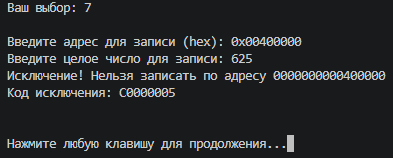 Ваш выбор: 7
Введите адрес для записи (hex): 0x00400000
Введите целое число для записи: 625
Исключение! Нельзя записать по адресу 0000000000400000
Код исключения: C0000005
Нажмите любую клавишу для продолжения...